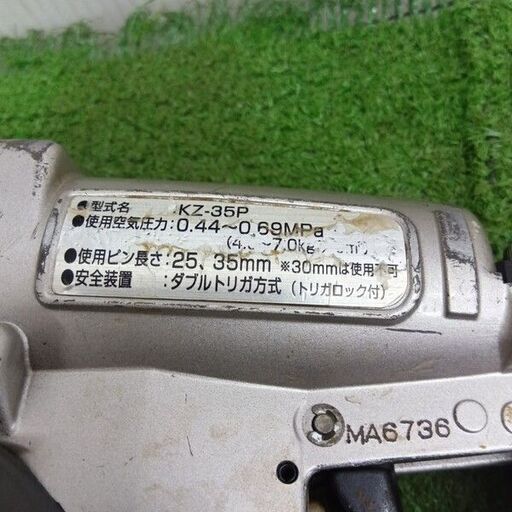 ●型式名 :KZ-35P
●使用空気圧力:0.44～0.69MPa
●使用ピン長さ:25、35mm ※30mmは使用不可
●安全装置 :ダブルトリガ方式（トリガロック付）
MA6736